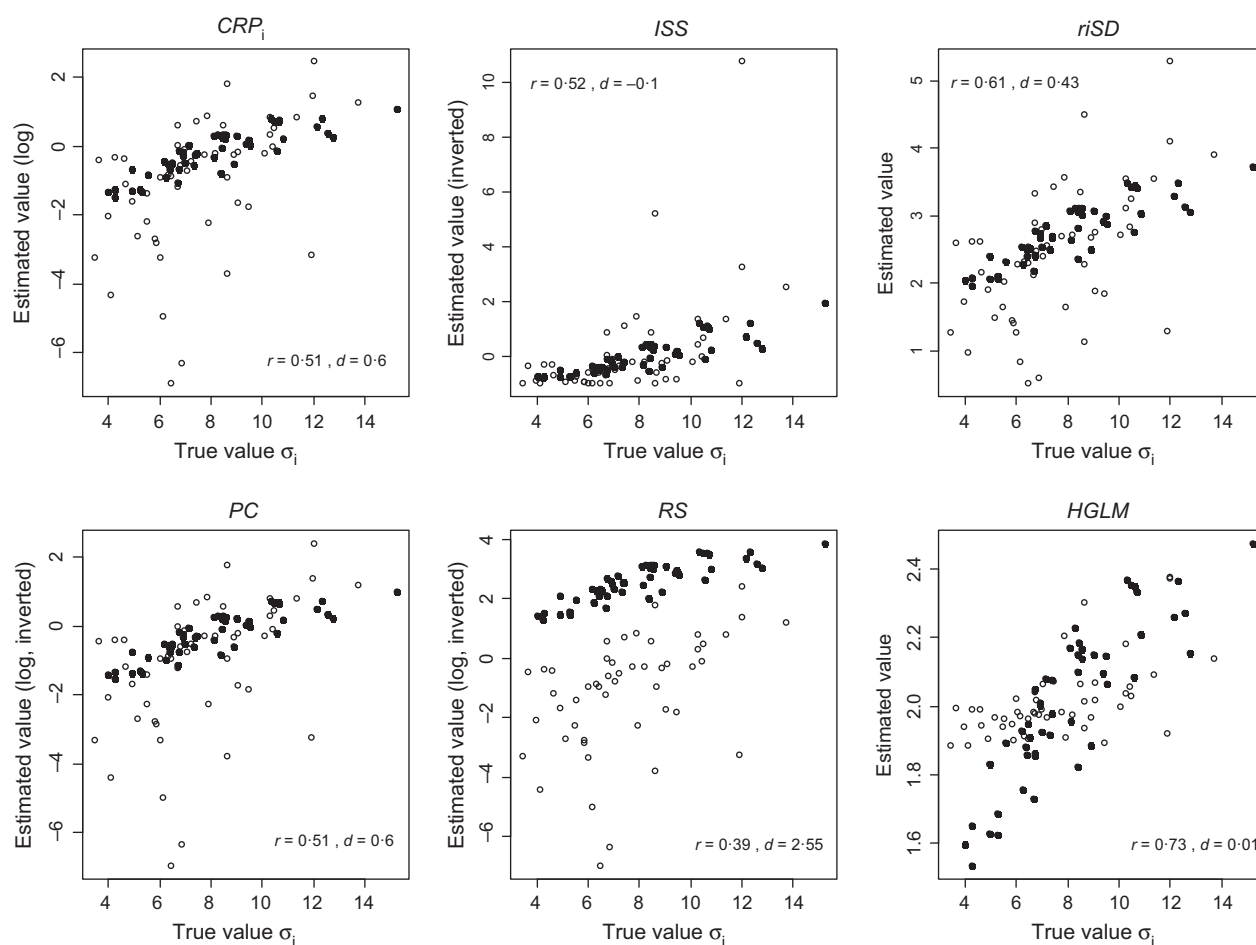 CRPi
Estimated value (log)
2
0
−2
−4
−6
r = 0·51 , d = 0·6
4 6 8 10 12 14
True value σi
ISS
Estimated value (inverted)
10
8
6
4
2
0
r = 0·52 , d = –0·1
4 6 8 10 12 14
True value σi
riSD
Estimated value
5
4
3
2
1
r = 0·61 , d = 0·43
4 6 8 10 12 14
True value σi
PC
Estimated value (log, inverted)
2
0
−2
−4
−6
r = 0·51 , d = 0·6
4 6 8 10 12 14
True value σi
RS
Estimated value (log, inverted)
4
2
0
−2
−4
−6
r = 0·39 , d = 2·55
4 6 8 10 12 14
True value σi
HGLM
Estimated value
2.4
2.2
2.0
1.8
1.6
r = 0·73 , d = 0·01
4 6 8 10 12 14
True value σi